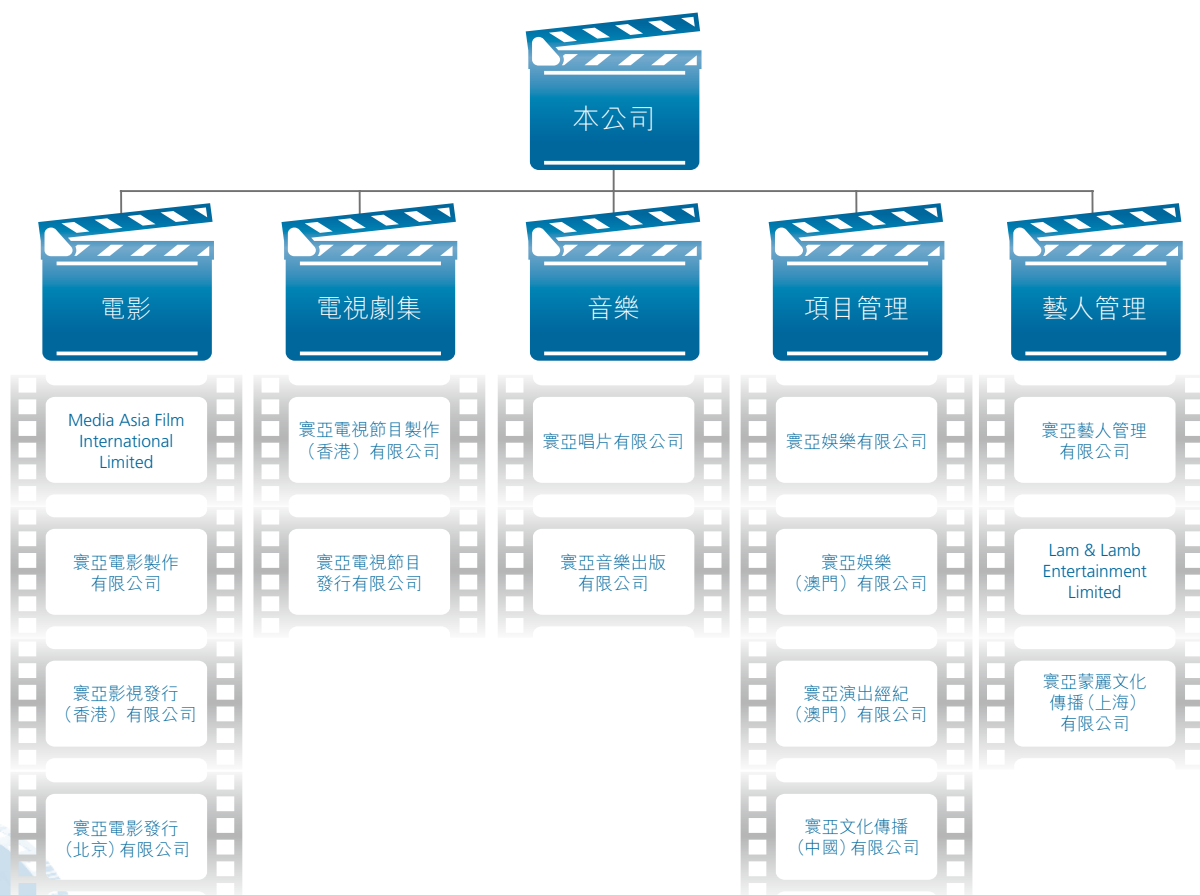 本公司
電影
電視劇集
音樂
項目管理
藝人管理
Media Asia Film
International
Limited
寰亞電影製作
有限公司
寰亞影視發行
（香港）有限公司
寰亞電影發行
（北京）有限公司
寰亞電視節目製作
（香港）有限公司
寰亞電視節目
發行有限公司
寰亞唱片有限公司
寰亞音樂出版
有限公司
寰亞娛樂有限公司
寰亞娛樂
（澳門）有限公司
寰亞演出經紀
（澳門）有限公司
寰亞文化傳播
（中國）有限公司
寰亞藝人管理
有限公司
Lam & Lamb
Entertainment
Limited
寰亞蒙麗文化
傳播（上海）
有限公司